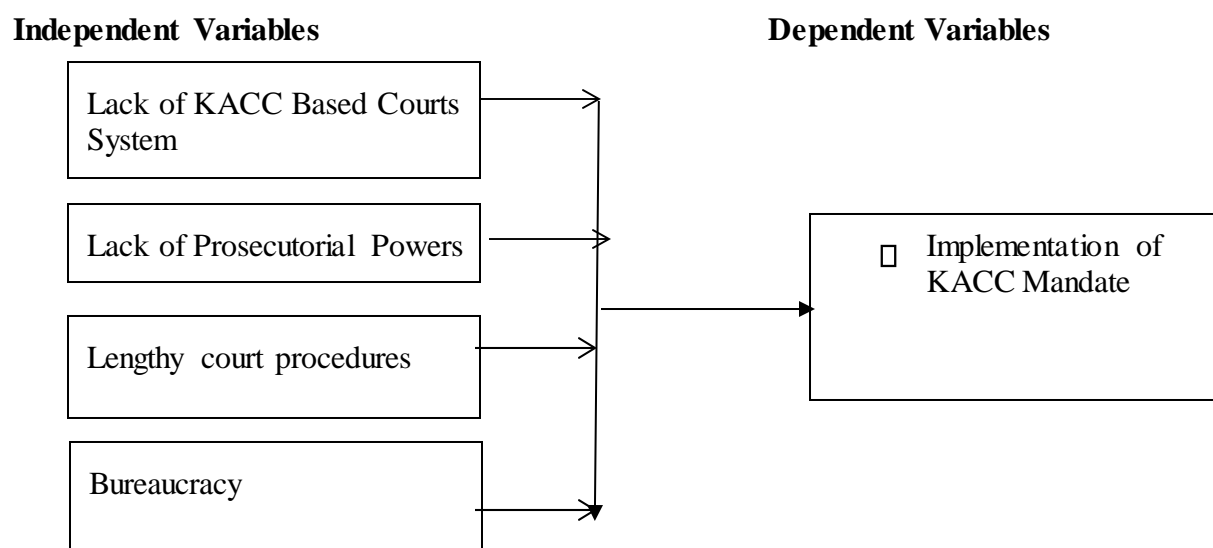 Independent Variables
Dependent Variables
Lack of KACC Based Courts
System
Lack of Prosecutorial Powers
Implementation of
KACC Mandate
Lengthy court procedures
Bureaucracy